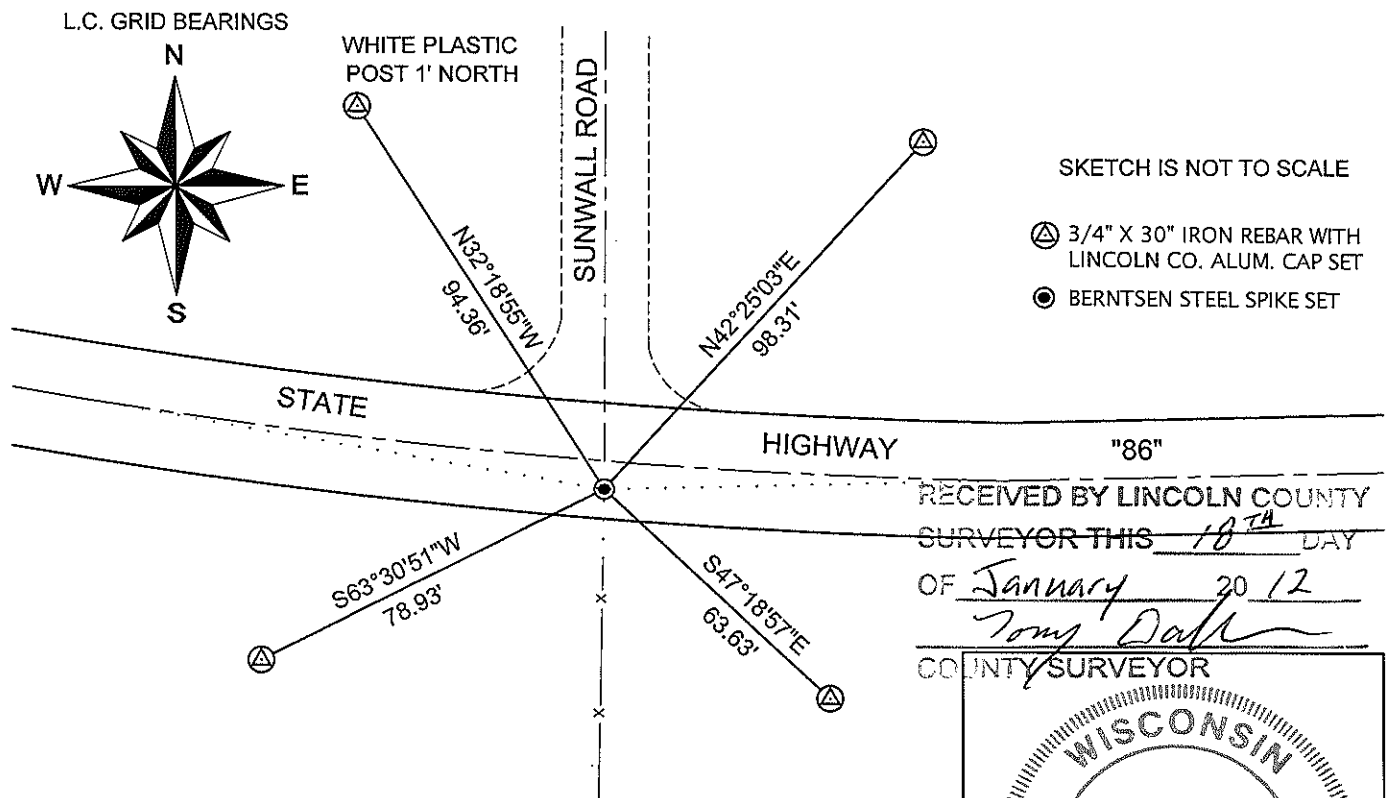 L.C. GRID BEARINGS
N
W
E
S
WHITE PLASTIC
POST 1' NORTH
SUNWALL ROAD
SKETCH IS NOT TO SCALE
3/4" X 30" IRON REBAR WITH
LINCOLN CO. ALUM. CAP SET
BERNTSEN STEEL SPIKE SET
N32°18'55"W
94.36'
N42°25'03"E
98.31'
STATE HIGHWAY "86"
S63°30'51"W
78.93'
S47°18'57"E
63.63'
RECEIVED BY LINCOLN COUNTY
SURVEYOR THIS 18TH DAY
OF January 20 12
Tony
COUNTY SURVEYOR
WISCONSIN